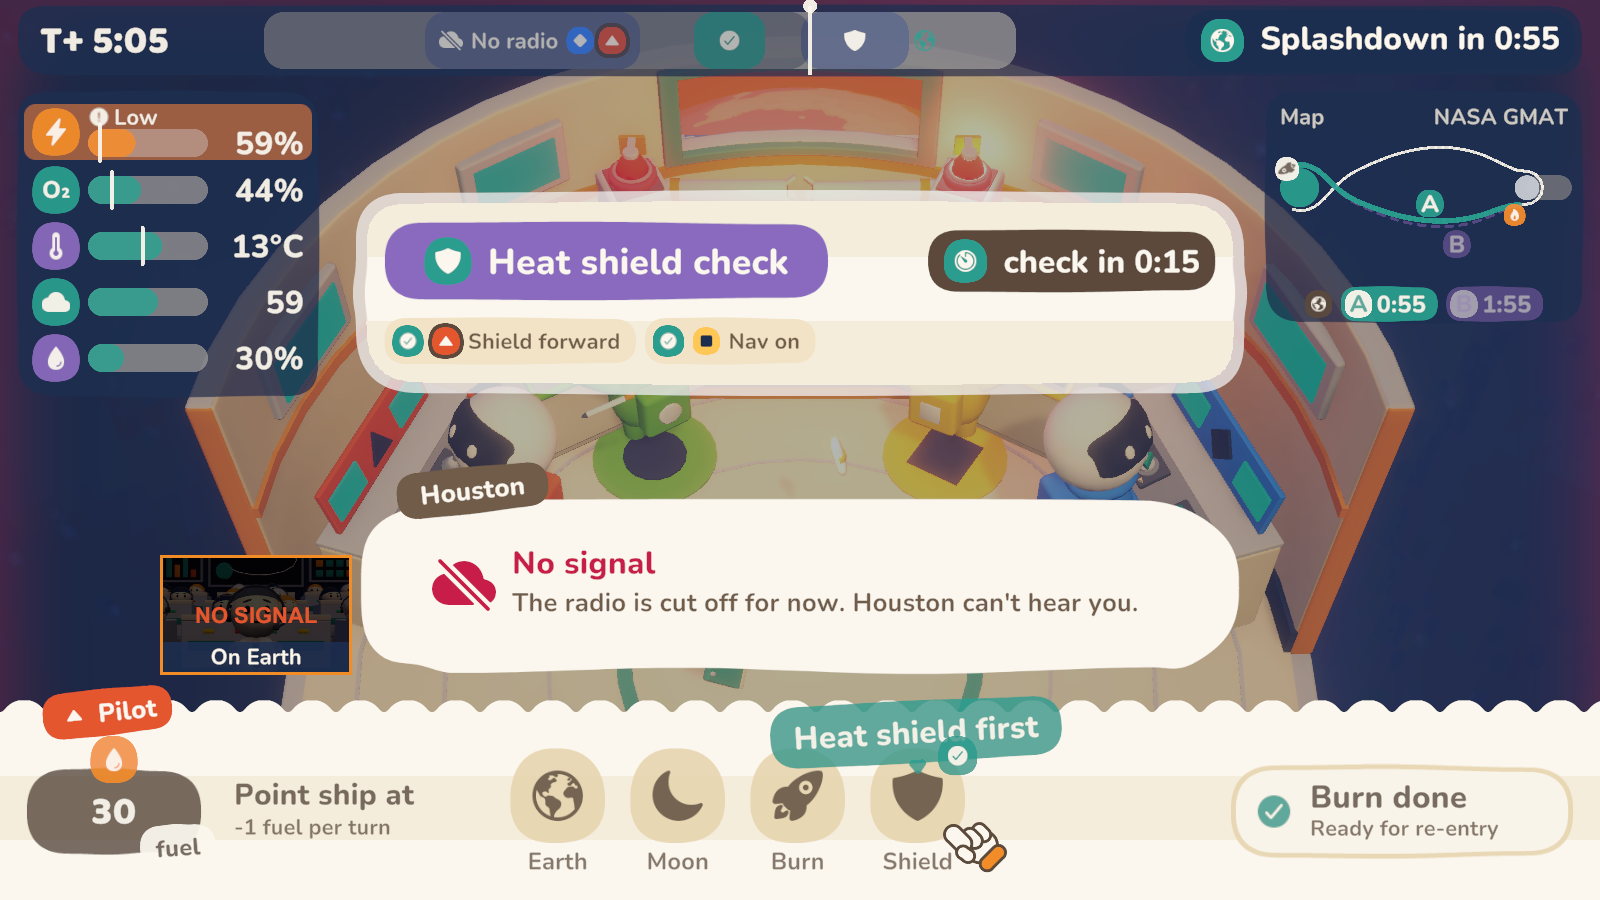 T+ 5:05
No radio
Splashdown in 0:55
Low
59%
O₂
44%
13°C
59
30%
Map
NASA GMAT
A
B
A 0:55
B 1:55
Heat shield check
check in 0:15
Shield forward
Nav on
Houston
No signal
The radio is cut off for now. Houston can't hear you.
NO SIGNAL
On Earth
Pilot
30
fuel
Point ship at
-1 fuel per turn
Earth
Moon
Burn
Shield
Heat shield first
Burn done
Ready for re-entry